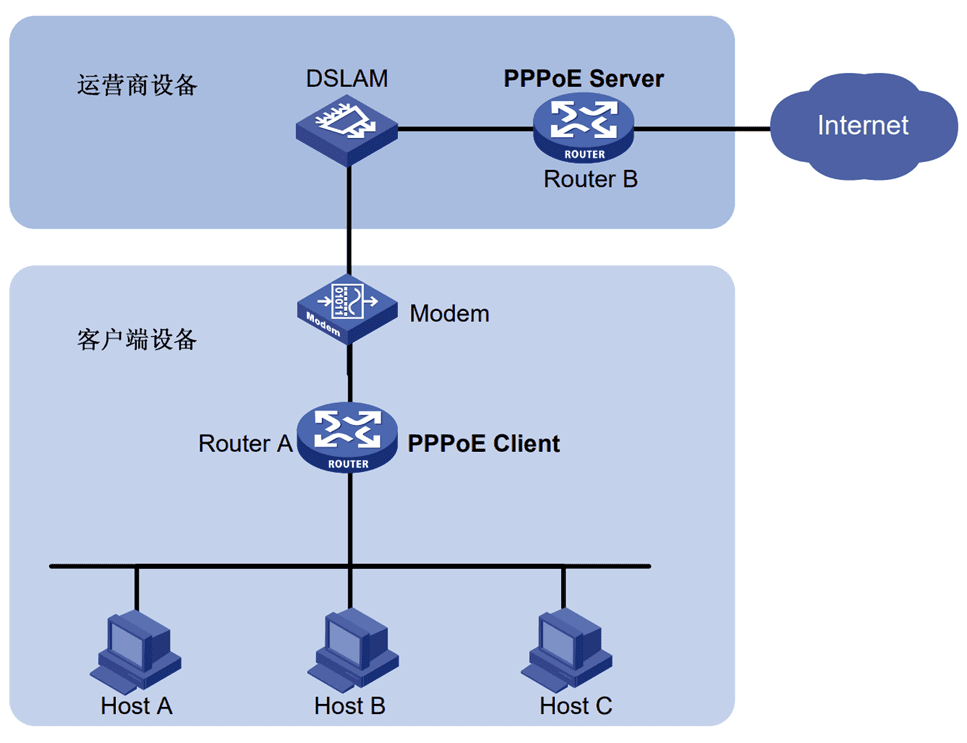 运营商设备
DSLAM
PPPoE Server
ROUTER
Router B
Internet
客户端设备
01011
Modem
Modem
Router A
ROUTER
PPPoE Client
Host A
Host B
Host C